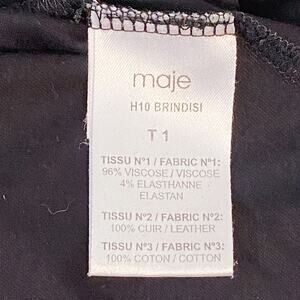 maje
H10 BRINDISI
T 1
TISSU N°1 / FABRIC N°1:
96% VISCOSE / VISCOSE
4% ELASTHANNE
ELASTAN
TISSU N°2 / FABRIC N°2:
100% CUIR / LEATHER
TISSU N°3 / FABRIC N°3:
100% COTON / COTTON